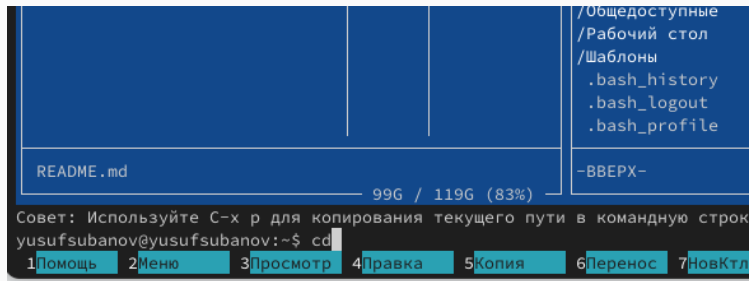 /Общедоступные
/Рабочий стол
/Шаблоны
.bash_history
.bash_logout
.bash_profile
README.md
-ВВЕРХ-
99G / 119G (83%)
Совет: Используйте C-x p для копирования текущего пути в командную строк
yusufsubanov@yusufsubanov:~$ cd
1Помощь 2Меню 3Просмотр 4Правка 5Копия 6Перенос 7НовКтл